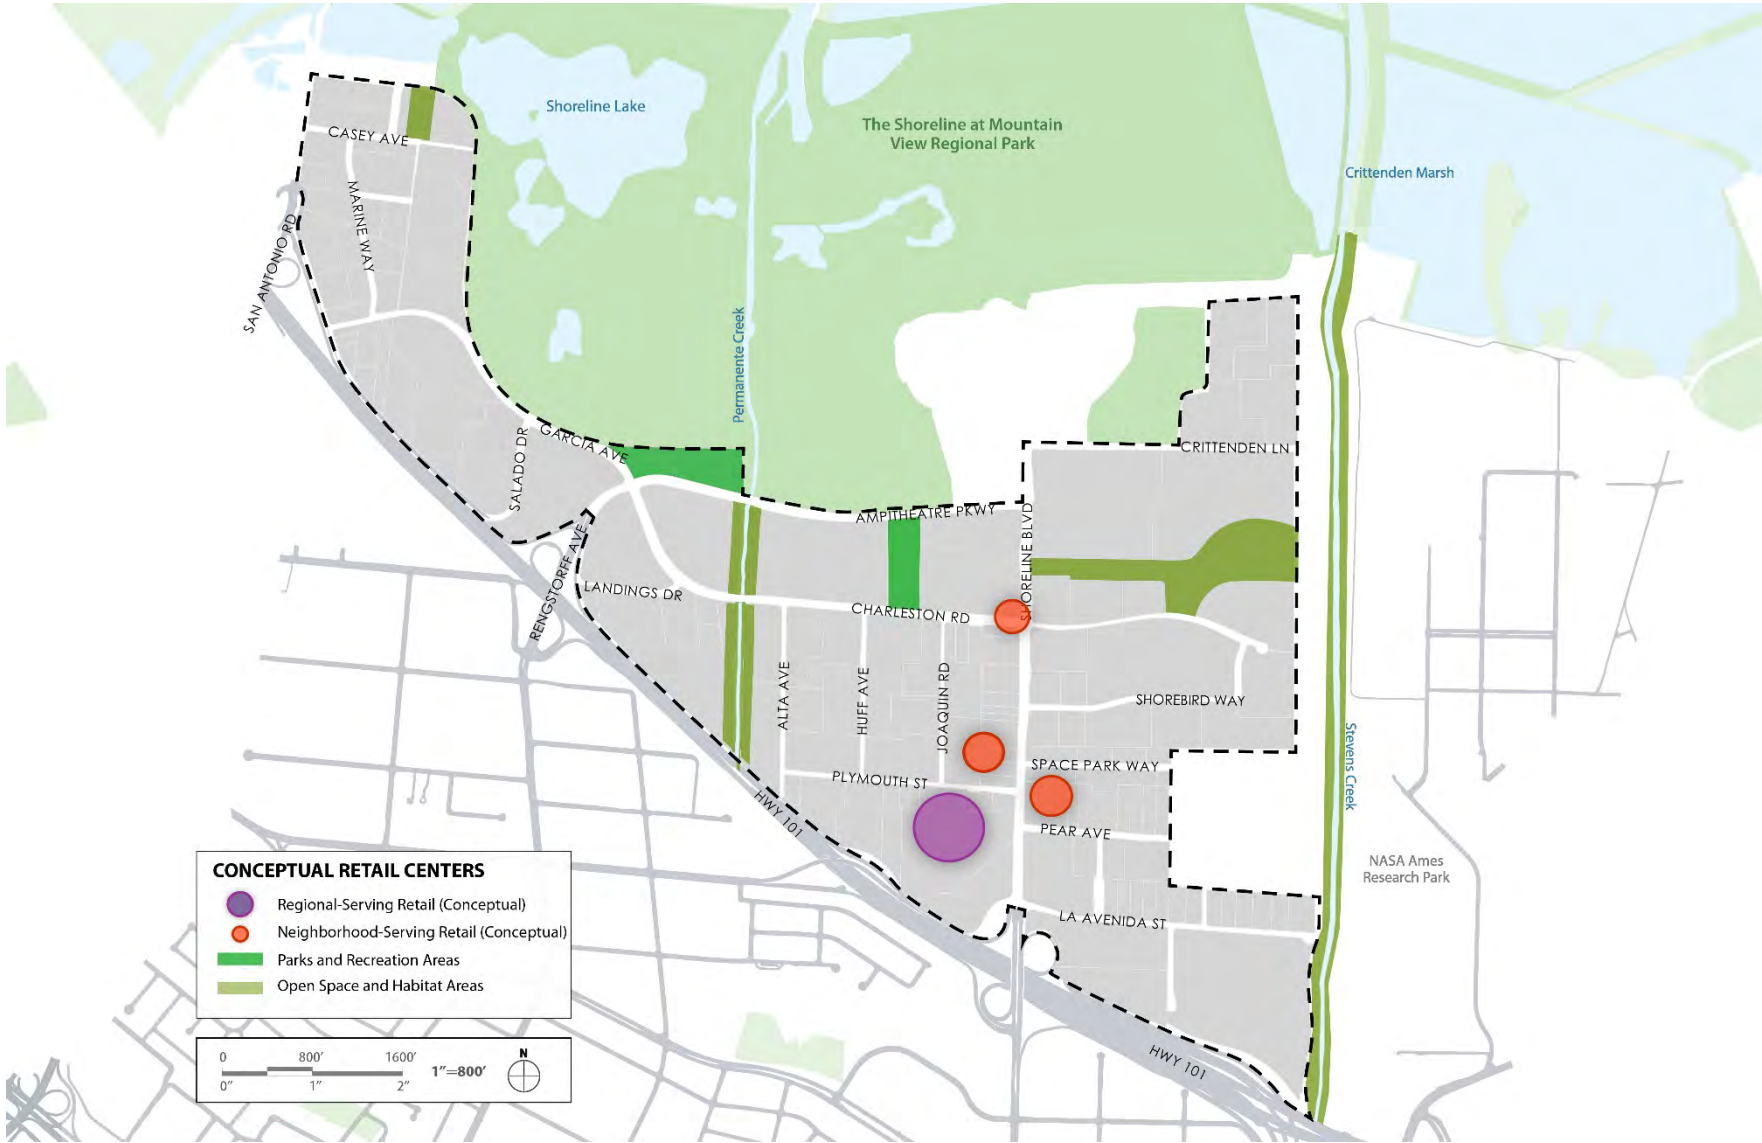 Shoreline Lake
The Shoreline at Mountain
View Regional Park
Crittenden Marsh
CASEY AVE
MARINE WAY
SAN ANTONIO RD
Permanente Creek
GARCIA AVE
SALADO DR
CRITTENDEN LN
AMPITHEATRE PKWY
SHORELINE BLVD
RENGSTORFF AVE
LANDINGS DR
CHARLESTON RD
ALTA AVE
HUFF AVE
JOAQUIN RD
SHOREBIRD WAY
Stevens Creek
SPACE PARK WAY
PLYMOUTH ST
HWY 101
PEAR AVE
NASA Ames
Research Park
LA AVENIDA ST
HWY 101
CONCEPTUAL RETAIL CENTERS
Regional-Serving Retail (Conceptual)
Neighborhood-Serving Retail (Conceptual)
Parks and Recreation Areas
Open Space and Habitat Areas
0 800' 1600'
0" 1" 2"
1"=800'
N